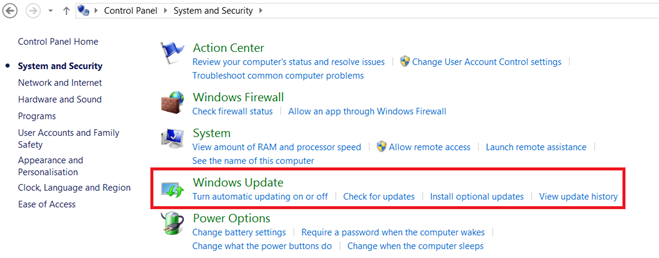 Control Panel System and Security
Control Panel Home
System and Security
Network and Internet
Hardware and Sound
Programs
User Accounts and Family
Safety
Appearance and
Personalisation
Clock, Language and Region
Ease of Access
Action Center
Review your computer's status and resolve issues Change User Account Control settings
Troubleshoot common computer problems
Windows Firewall
Check firewall status Allow an app through Windows Firewall
System
View amount of RAM and processor speed Allow remote access Launch remote assistance
See the name of this computer
Windows Update
Turn automatic updating on or off Check for updates Install optional updates View update history
Power Options
Change battery settings Require a password when the computer wakes
Change what the power buttons do Change when the computer sleeps